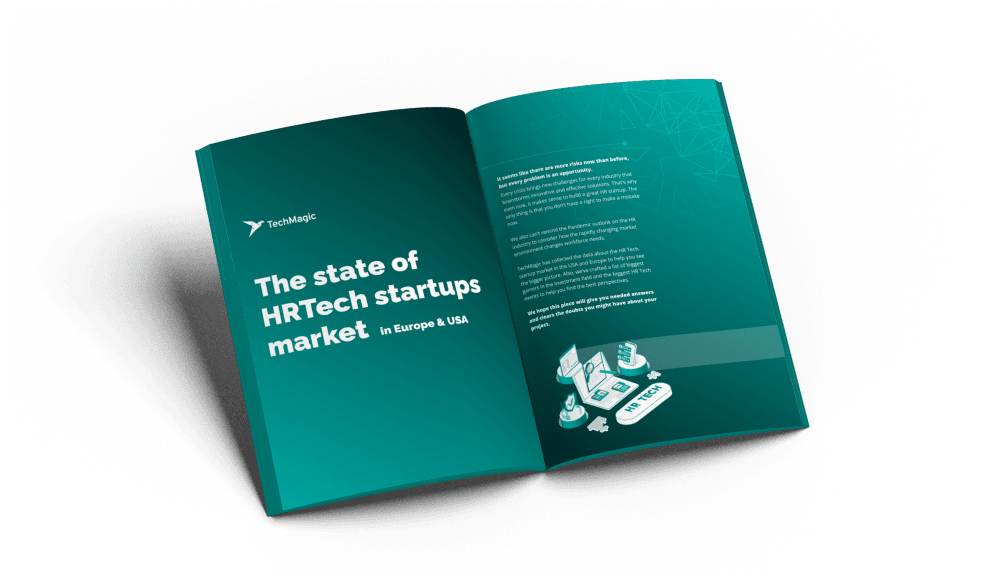 TechMagic
The state of
HRTech startups
market in Europe & USA
It seems like there are more risks now than before,
but every problem is an opportunity.
Every crisis brings new challenges for every industry that
brainstorms innovative and effective solutions. That's why
even now, it makes sense to build a great HR startup. The
only thing is that you don't have a right to make a mistake
now.
We also can't remind the Pandemic outlook on the HR
industry to consider how the rapidly changing market
environment changes workforce needs.
TechMagic has collected the data about the HR Tech
startup market in the USA and Europe to help you see
the bigger picture. Also, we've crafted a list of biggest
gamers in the investment field and the biggest HR Tech
events to help you find the best perspectives.
We hope this piece will give you needed answers
and clears the doubts you might have about your
project.
HR TECH